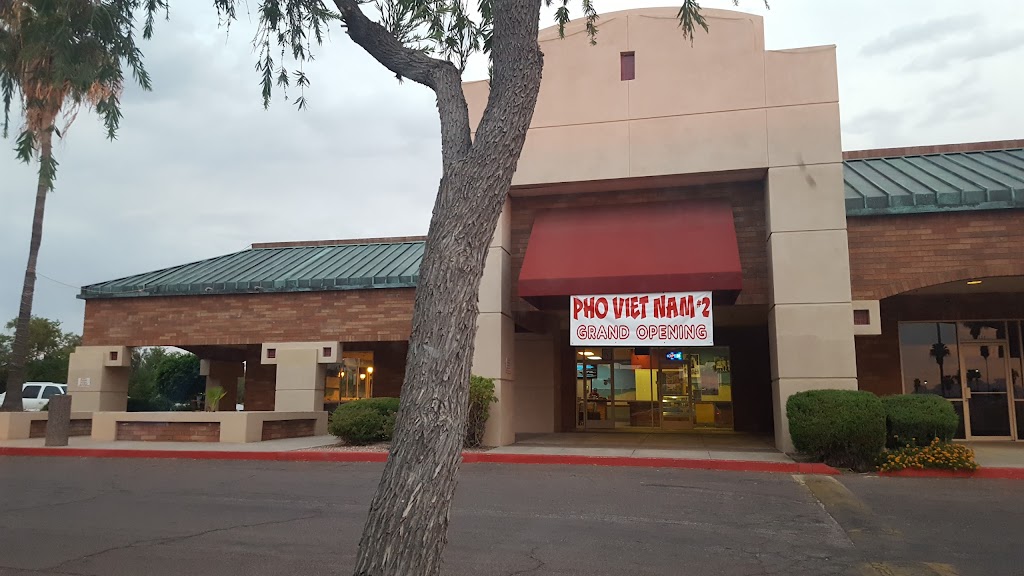 PHO VIET NAM #2
GRAND OPENING